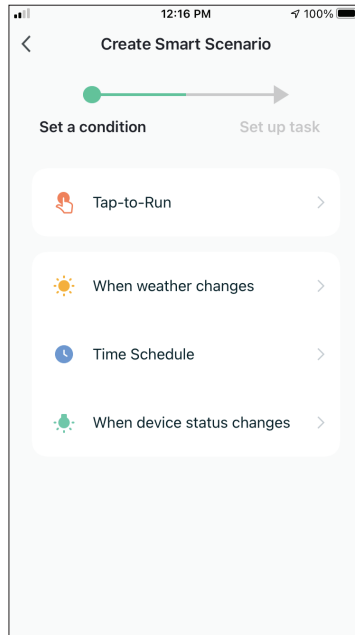 12:16 PM 100%
Create Smart Scenario
Set a condition Set up task
Tap-to-Run
When weather changes
Time Schedule
When device status changes